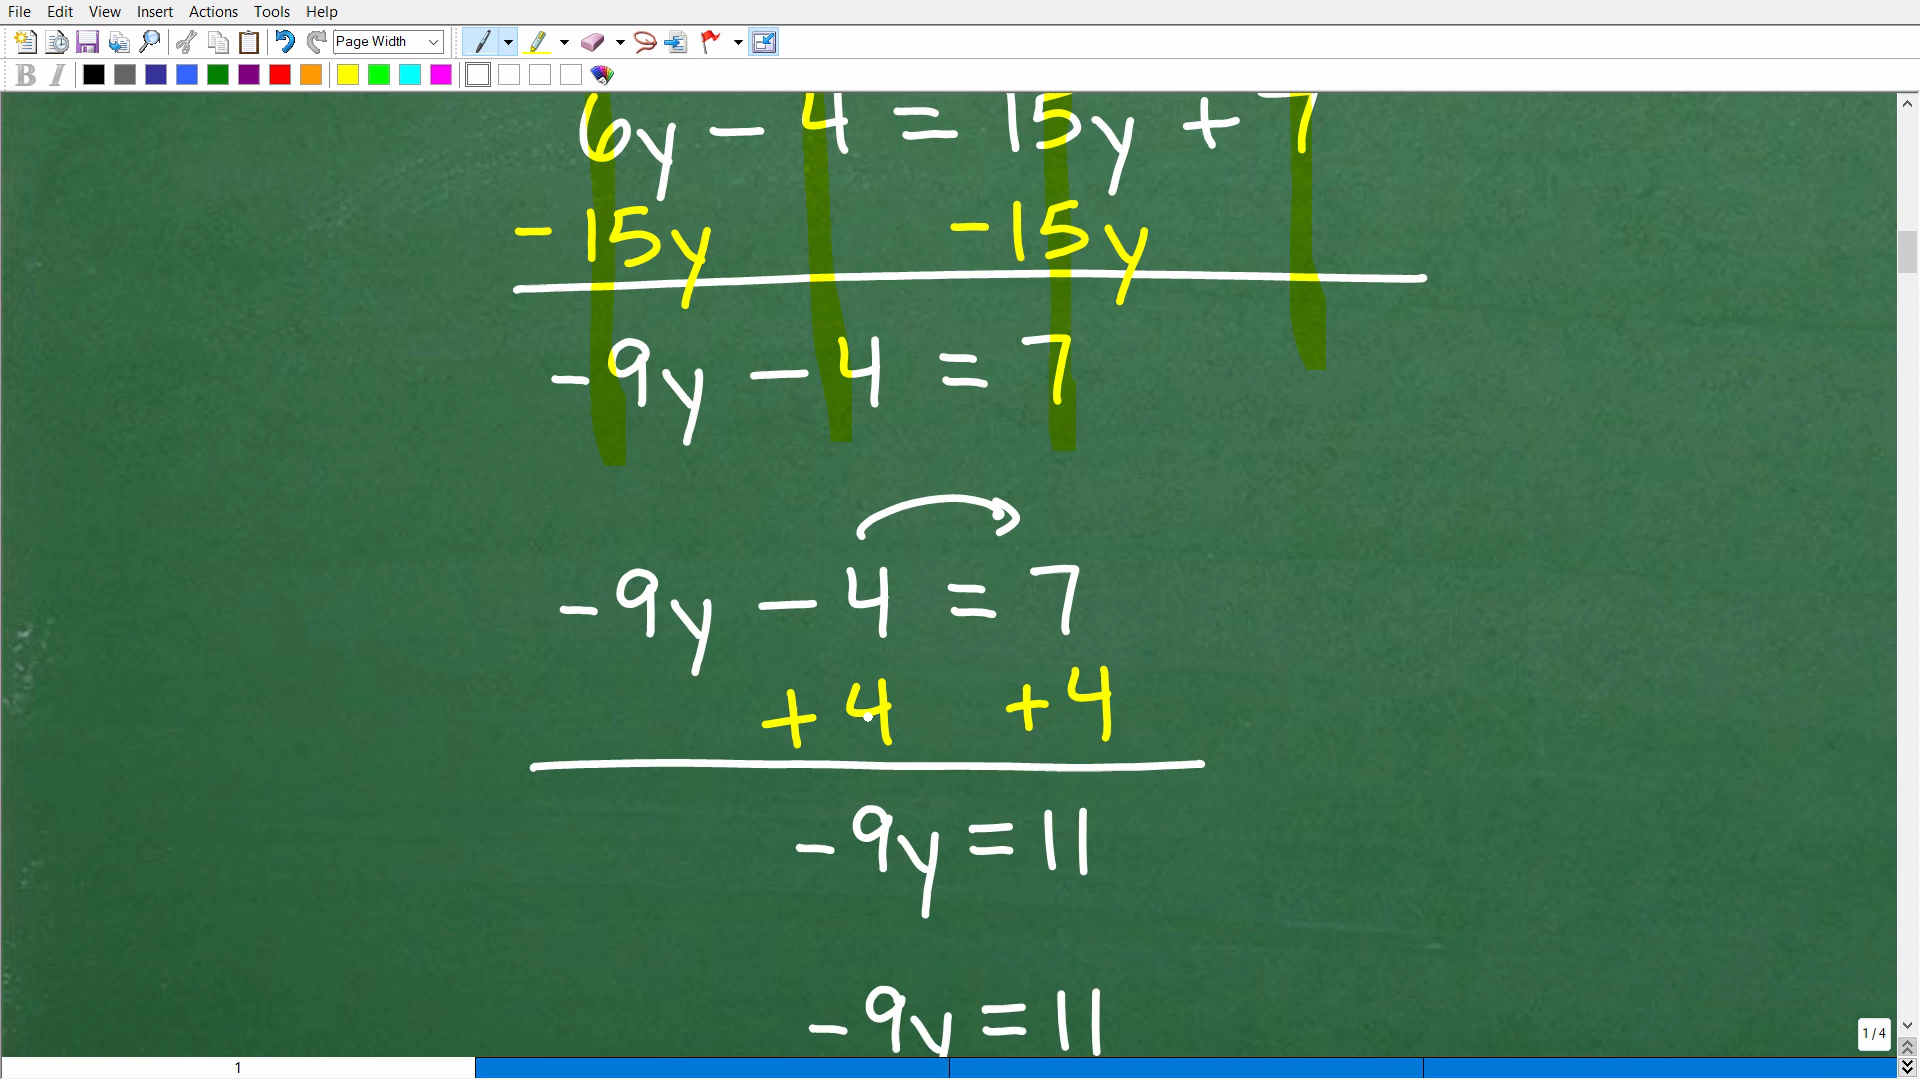 File Edit View Insert Actions Tools Help
Page Width
B I
6y - 4 = 15y + 7
-15y -15y
-9y - 4 = 7
-9y - 4 = 7
+4 +4
-9y = 11
-9y = 11
1 / 4
1